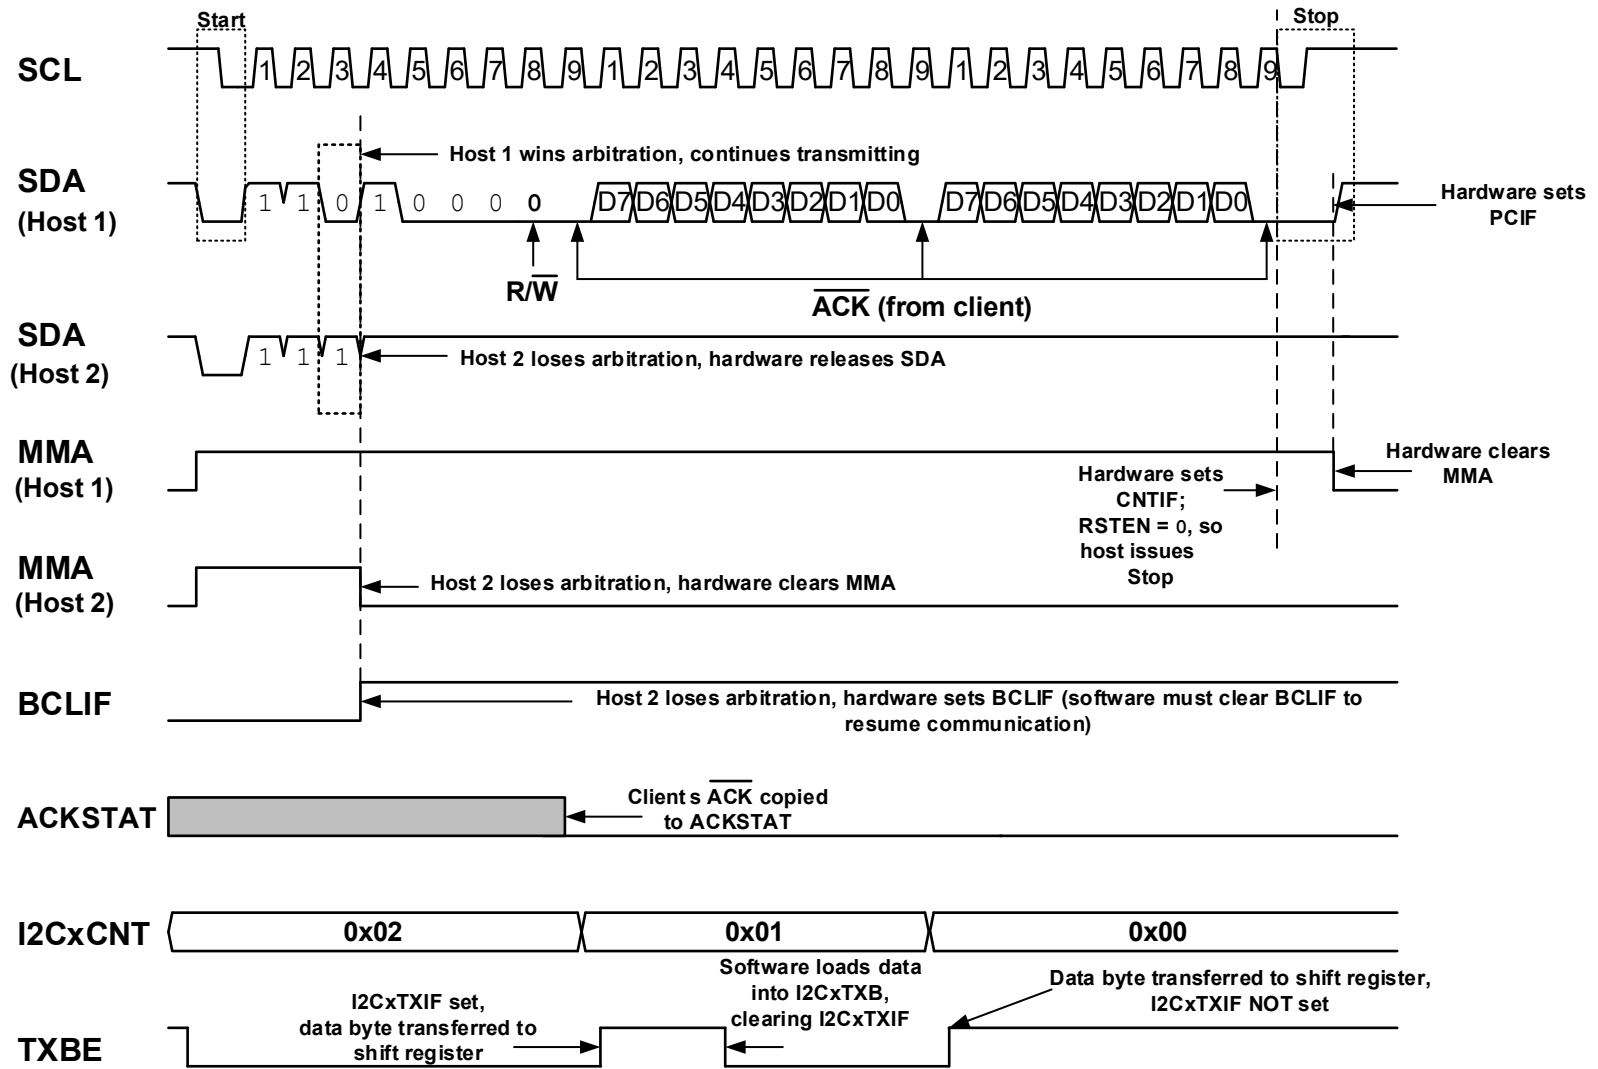 Start
Stop
SCL
1 2 3 4 5 6 7 8 9 1 2 3 4 5 6 7 8 9 1 2 3 4 5 6 7 8 9
Host 1 wins arbitration, continues transmitting
SDA
(Host 1)
1 1 0 1 0 0 0 0 D7 D6 D5 D4 D3 D2 D1 D0 D7 D6 D5 D4 D3 D2 D1 D0
Hardware sets
PCIF
R/W
ACK (from client)
SDA
(Host 2)
1 1 1
Host 2 loses arbitration, hardware releases SDA
MMA
(Host 1)
Hardware clears
MMA
Hardware sets
CNTIF;
RSTEN = 0, so
host issues
Stop
MMA
(Host 2)
Host 2 loses arbitration, hardware clears MMA
BCLIF
Host 2 loses arbitration, hardware sets BCLIF (software must clear BCLIF to
resume communication)
ACKSTAT
Client s ACK copied
to ACKSTAT
I2CxCNT
0x02 0x01 0x00
TXBE
I2CxTXIF set,
data byte transferred to
shift register
Software loads data
into I2CxTXB,
clearing I2CxTXIF
Data byte transferred to shift register,
I2CxTXIF NOT set